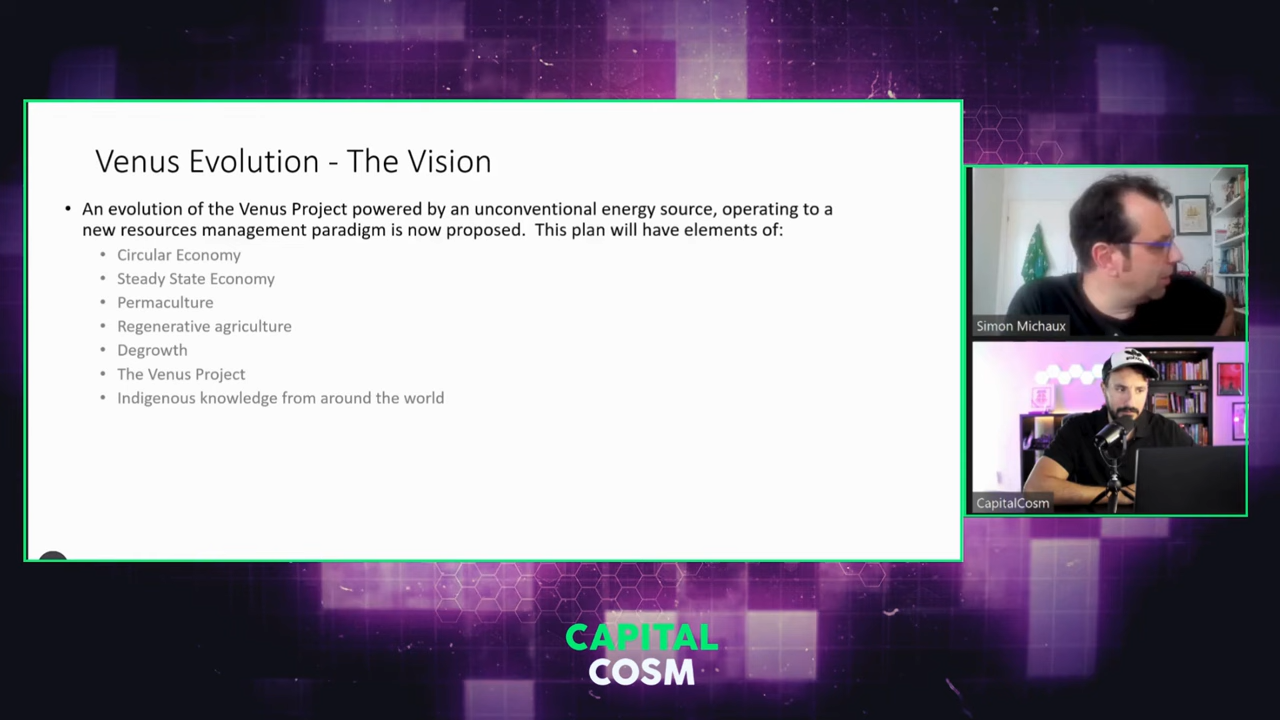 Venus Evolution - The Vision
• An evolution of the Venus Project powered by an unconventional energy source, operating to a
new resources management paradigm is now proposed.  This plan will have elements of:
• Circular Economy
• Steady State Economy
• Permaculture
• Regenerative agriculture
• Degrowth
• The Venus Project
• Indigenous knowledge from around the world
Simon Michaux
CapitalCosm
CAPITAL
COSM